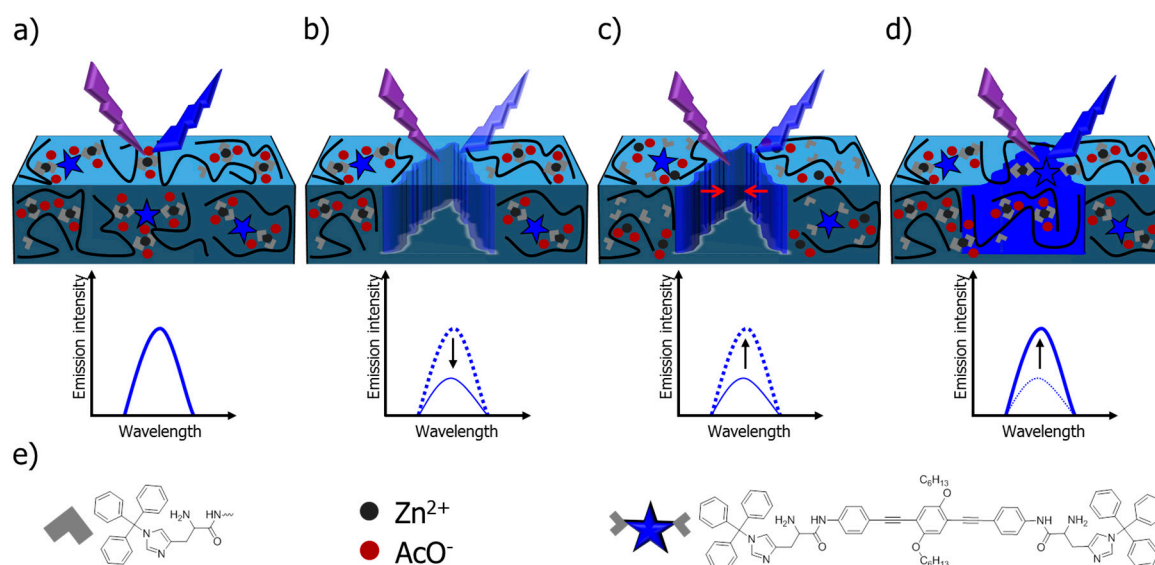 a)
b)
c)
d)
Emission intensity
Wavelength
Emission intensity
Wavelength
Emission intensity
Wavelength
Emission intensity
Wavelength
e)
H₂N
HN
O
N
N
Zn²⁺
AcO⁻
C₆H₁₃
O
H₂N
HN
O
N
N
O
C₆H₁₃
NH
O
NH₂
N
N